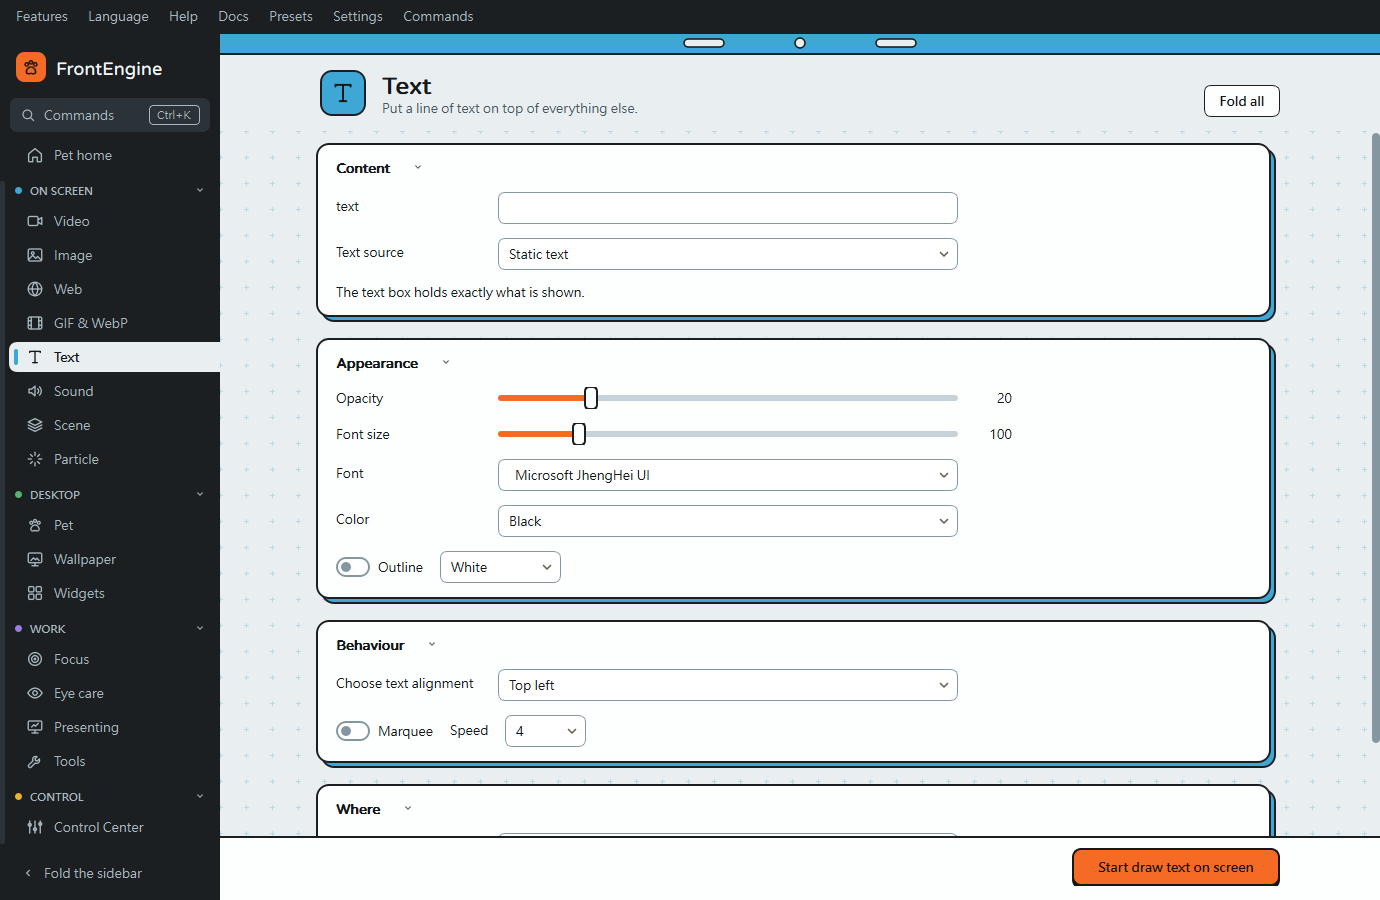 Features Language Help Docs Presets Settings Commands
FrontEngine
Commands Ctrl+K
Pet home
ON SCREEN
Video
Image
Web
GIF & WebP
Text
Sound
Scene
Particle
DESKTOP
Pet
Wallpaper
Widgets
WORK
Focus
Eye care
Presenting
Tools
CONTROL
Control Center
Fold the sidebar
Text
Put a line of text on top of everything else.
Fold all
Content
text
Text source Static text
The text box holds exactly what is shown.
Appearance
Opacity 20
Font size 100
Font Microsoft JhengHei UI
Color Black
Outline White
Behaviour
Choose text alignment Top left
Marquee Speed 4
Where
Start draw text on screen